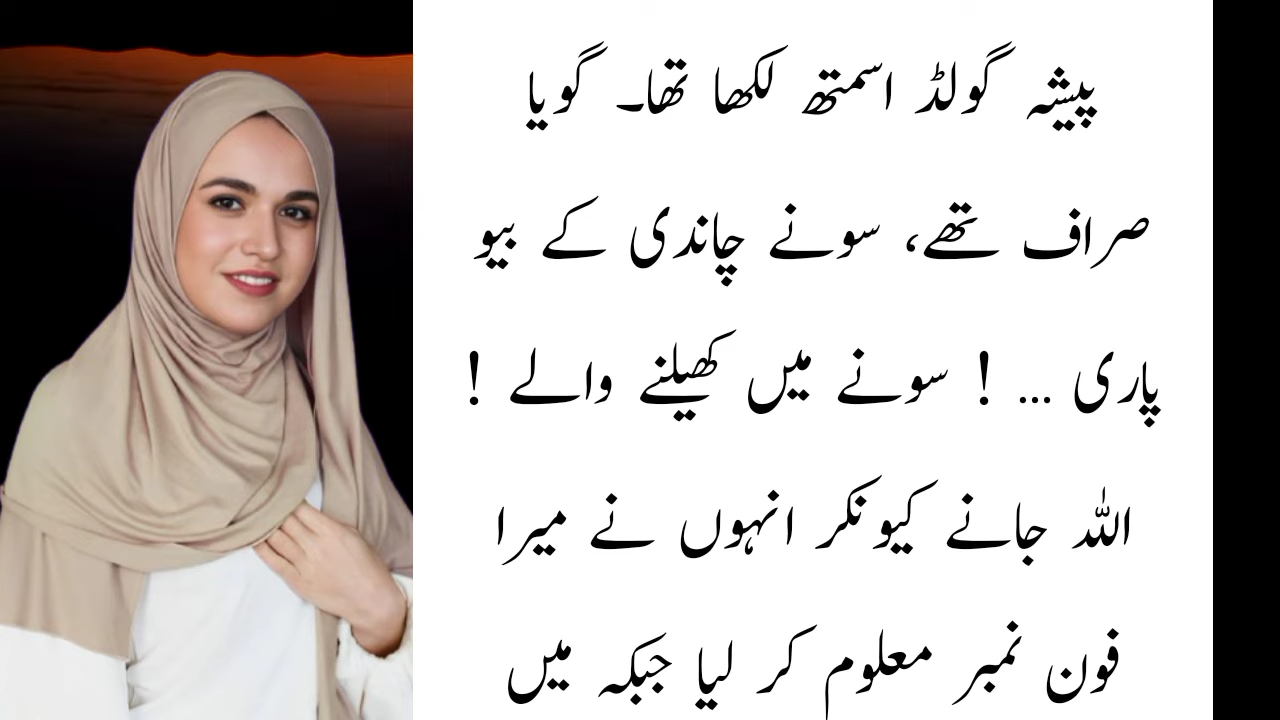 پیشہ گولڈ اسمتھ لکھا تھا۔ گویا
صراف تھے، سونے چاندی کے بیو
پاری ... ! سونے میں کھیلنے والے !
اللہ جانے کیونکر انہوں نے میرا
فون نمبر معلوم کر لیا جبکہ میں